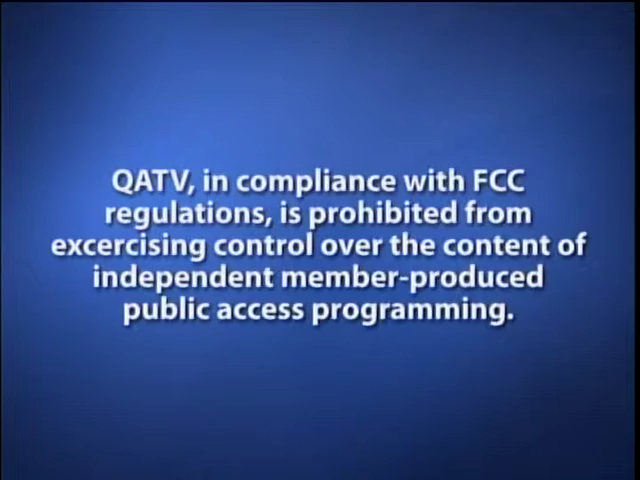 QATV, in compliance with FCC
regulations, is prohibited from
excercising control over the content of
independent member-produced
public access programming.